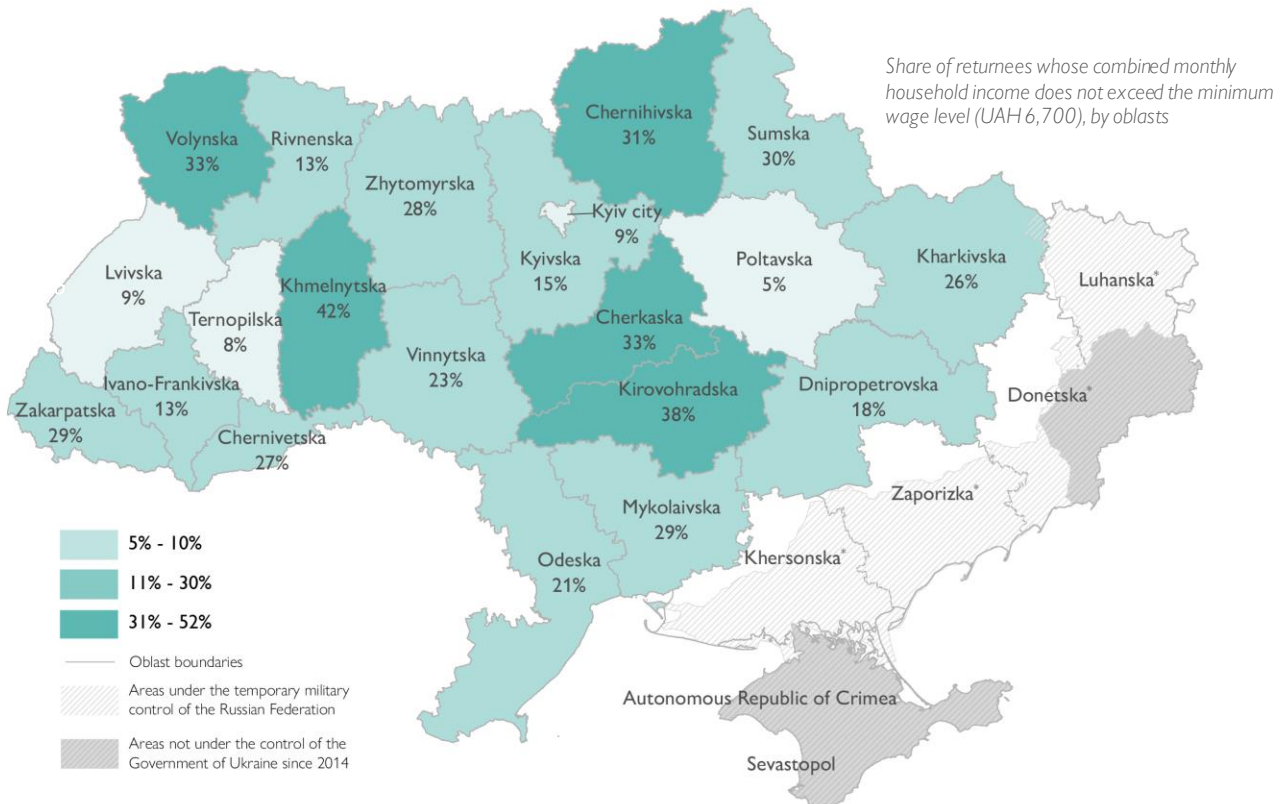 Share of returnees whose combined monthly
household income does not exceed the minimum
wage level (UAH 6,700), by oblasts
Volynska
33%
Rivnenska
13%
Zhytomyrska
28%
Chernihivska
31%
Sumska
30%
Kyiv city
9%
Kyivska
15%
Lvivska
9%
Ternopilska
8%
Khmelnytska
42%
Poltavska
5%
Kharkivska
26%
Luhanska*
Cherkaska
33%
Vinnytska
23%
Kirovohradska
38%
Dnipropetrovska
18%
Donetska*
Zakarpatska
29%
Ivano-Frankivska
13%
Chernivetska
27%
Mykolaivska
29%
Odeska
21%
Zaporizka*
Khersonska*
Autonomous Republic of Crimea
Sevastopol
5% - 10%
11% - 30%
31% - 52%
Oblast boundaries
Areas under the temporary military
control of the Russian Federation
Areas not under the control of the
Government of Ukraine since 2014